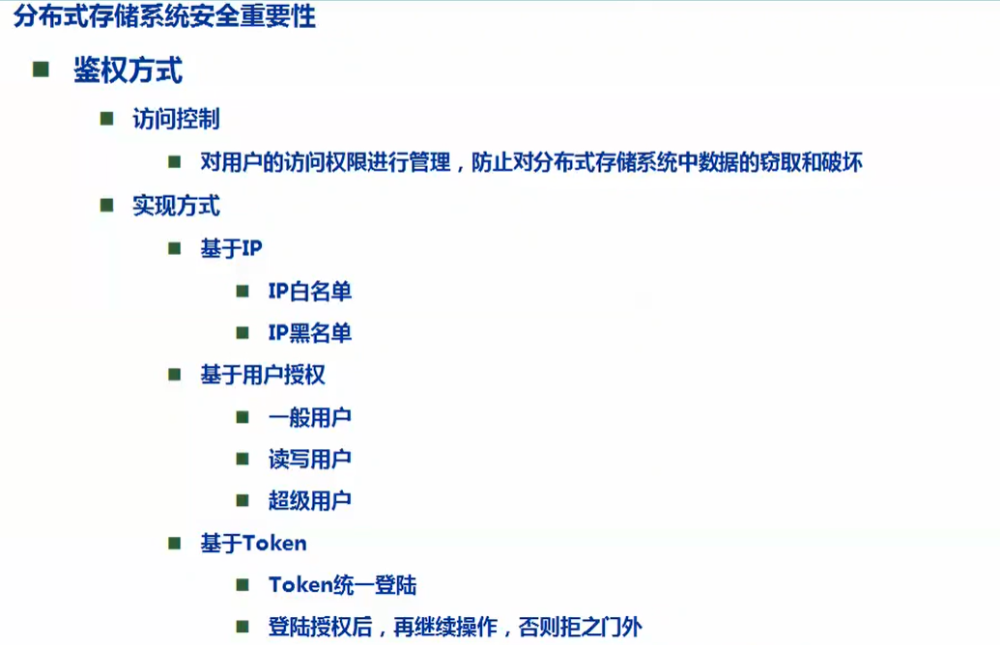 分布式存储系统安全重要性
鉴权方式
访问控制
对用户的访问权限进行管理，防止对分布式存储系统中数据的窃取和破坏
实现方式
基于IP
IP白名单
IP黑名单
基于用户授权
一般用户
读写用户
超级用户
基于Token
Token统一登陆
登陆授权后，再继续操作，否则拒之门外